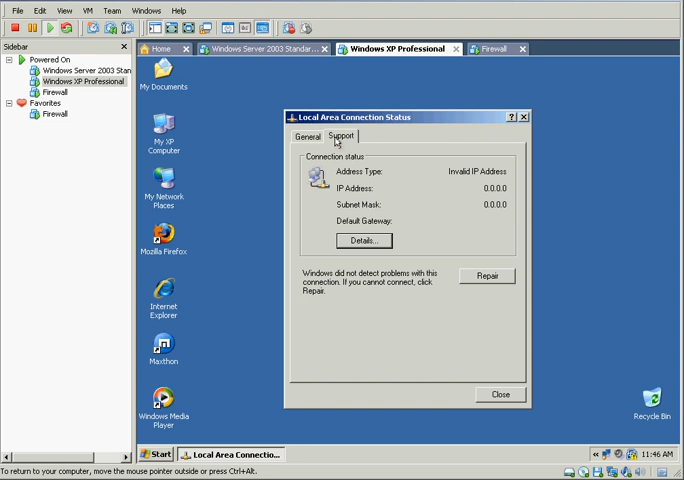 File Edit View VM Team Windows Help
Sidebar
Powered On
Windows Server 2003 Stan
Windows XP Professional
Firewall
Favorites
Firewall
Home
Windows Server 2003 Standar...
Windows XP Professional
Firewall
My Documents
My XP
Computer
My Network
Places
Mozilla Firefox
Internet
Explorer
Maxthon
Windows Media
Player
Recycle Bin
Local Area Connection Status
General Support
Connection status
Address Type: Invalid IP Address
IP Address: 0.0.0.0
Subnet Mask: 0.0.0.0
Default Gateway:
Details...
Windows did not detect problems with this
connection. If you cannot connect, click
Repair.
Repair
Close
Start
Local Area Connectio...
11:46 AM
To return to your computer, move the mouse pointer outside or press Ctrl+Alt.